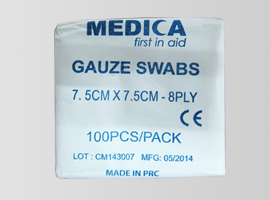 MEDICA
first in aid
GAUZE SWABS
7. 5CM X 7.5CM - 8PLY
CE
100PCS/PACK
LOT : CM143007 MFG: 05/2014
MADE IN PRC